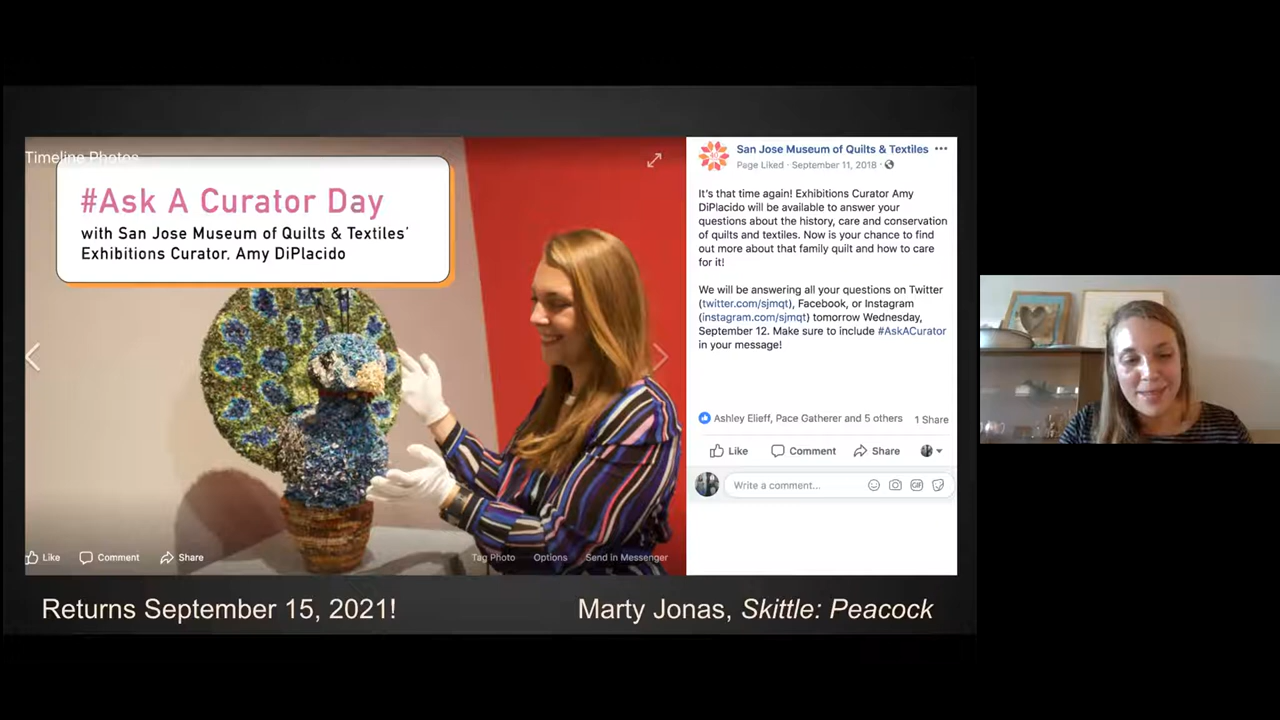 Timeline Photos
#Ask A Curator Day
with San Jose Museum of Quilts & Textiles'
Exhibitions Curator, Amy DiPlacido
Like Comment Share
Tag Photo Options Send in Messenger
San Jose Museum of Quilts & Textiles
Page Liked · September 11, 2018 ·
It's that time again! Exhibitions Curator Amy
DiPlacido will be available to answer your
questions about the history, care and conservation
of quilts and textiles. Now is your chance to find
out more about that family quilt and how to care
for it!
We will be answering all your questions on Twitter
(twitter.com/sjmqt), Facebook, or Instagram
(instagram.com/sjmqt) tomorrow Wednesday,
September 12. Make sure to include #AskACurator
in your message!
Ashley Elieff, Pace Gatherer and 5 others 1 Share
Like Comment Share
Write a comment... GIF
Returns September 15, 2021!
Marty Jonas, Skittle: Peacock